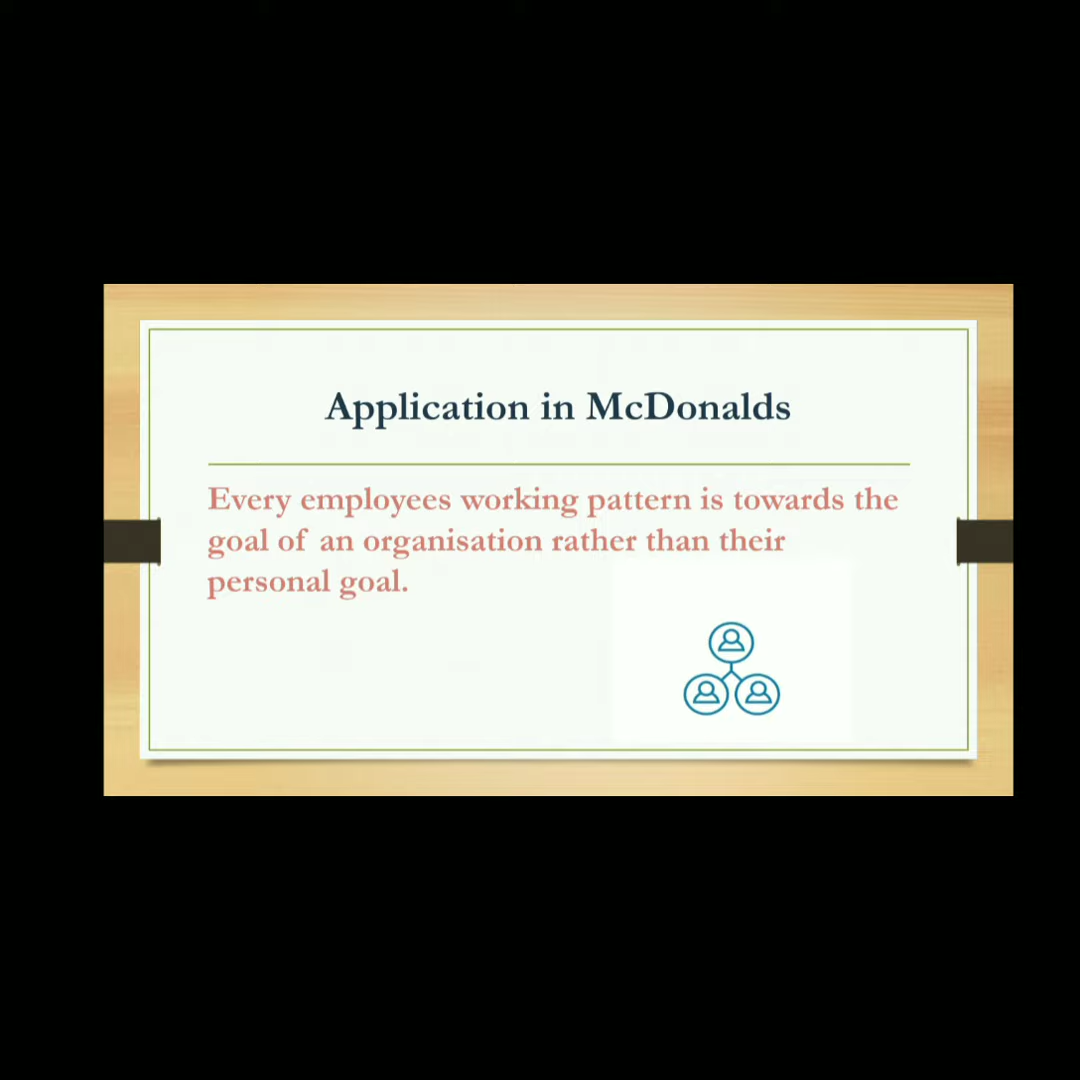 Application in McDonalds
Every employees working pattern is towards the
goal of an organisation rather than their
personal goal.